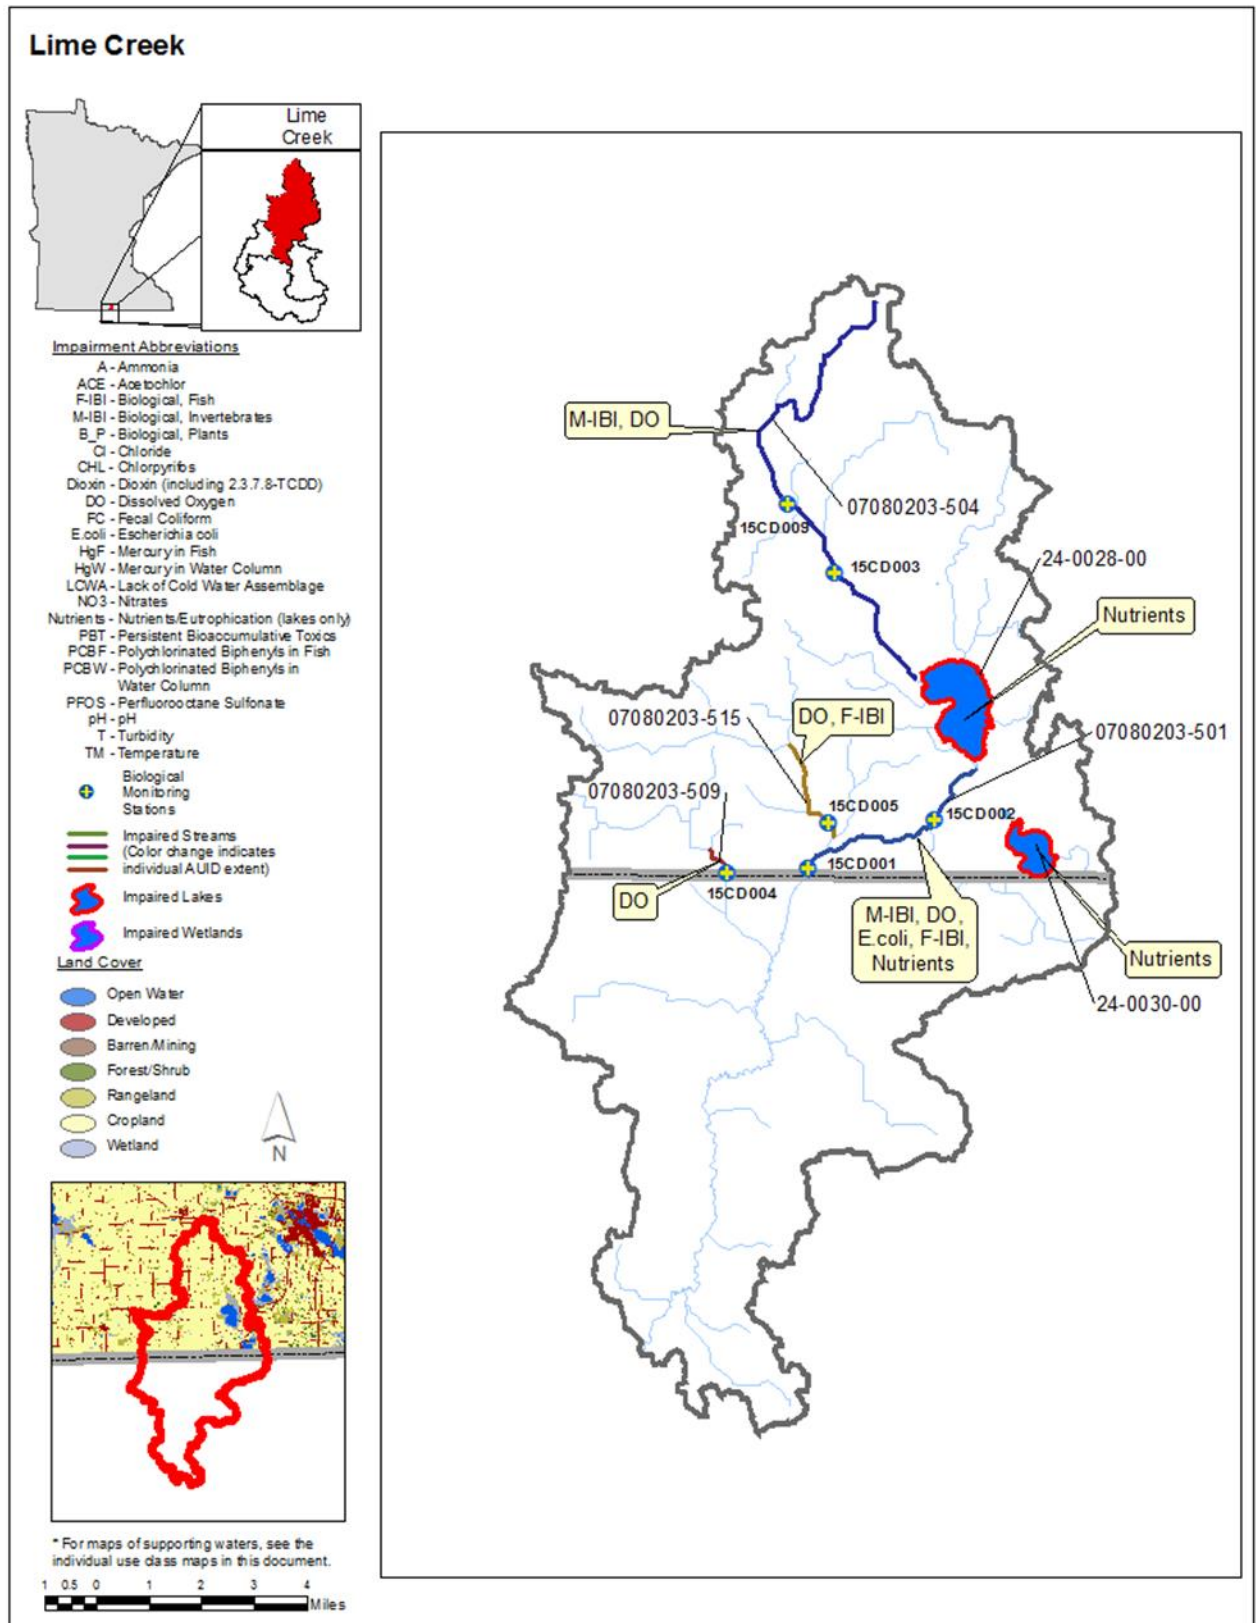 Lime Creek
Lime
Creek
Impairment Abbreviations
A - Ammonia
ACE - Acetochlor
F-IBI - Biological, Fish
M-IBI - Biological, Invertebrates
B_P - Biological, Plants
Cl - Chloride
CHL - Chlorpyrifos
Dioxin - Dioxin (including 2.3.7.8-TCDD)
DO - Dissolved Oxygen
FC - Fecal Coliform
E.coli - Escherichia coli
HgF - Mercury in Fish
HgW - Mercury in Water Column
LCWA - Lack of Cold Water Assemblage
NO3 - Nitrates
Nutrients - Nutrients/Eutrophication (lakes only)
PBT - Persistent Bioaccumulative Toxics
PCBF - Polychlorinated Biphenyls in Fish
PCBW - Polychlorinated Biphenyls in
Water Column
PFOS - Perfluorooctane Sulfonate
pH - pH
T - Turbidity
TM - Temperature
Biological
Monitoring
Stations
Impaired Streams
(Color change indicates
individual AUID extent)
Impaired Lakes
Impaired Wetlands
Land Cover
Open Water
Developed
Barren/Mining
Forest/Shrub
Rangeland
Cropland
Wetland
N
* For maps of supporting waters, see the
individual use class maps in this document.
1 0.5 0 1 2 3 4
Miles
M-IBI, DO
07080203-504
15CD009
15CD003
24-0028-00
Nutrients
07080203-515
DO, F-IBI
07080203-501
07080203-509
15CD005
15CD002
15CD001
15CD004
DO
M-IBI, DO,
E.coli, F-IBI,
Nutrients
Nutrients
24-0030-00